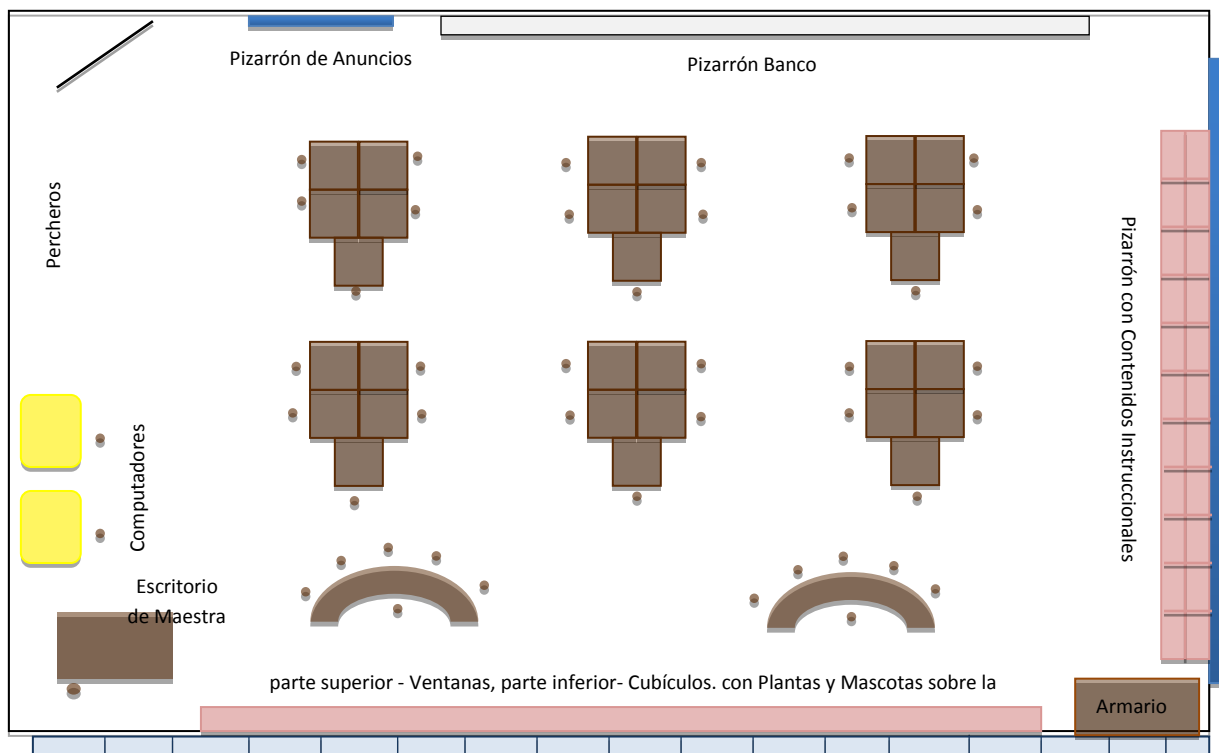 Pizarrón de Anuncios
Pizarrón Banco
Percheros
Pizarrón con Contenidos Instruccionales
Computadores
Escritorio
de Maestra
parte superior - Ventanas, parte inferior- Cubículos. con Plantas y Mascotas sobre la
Armario